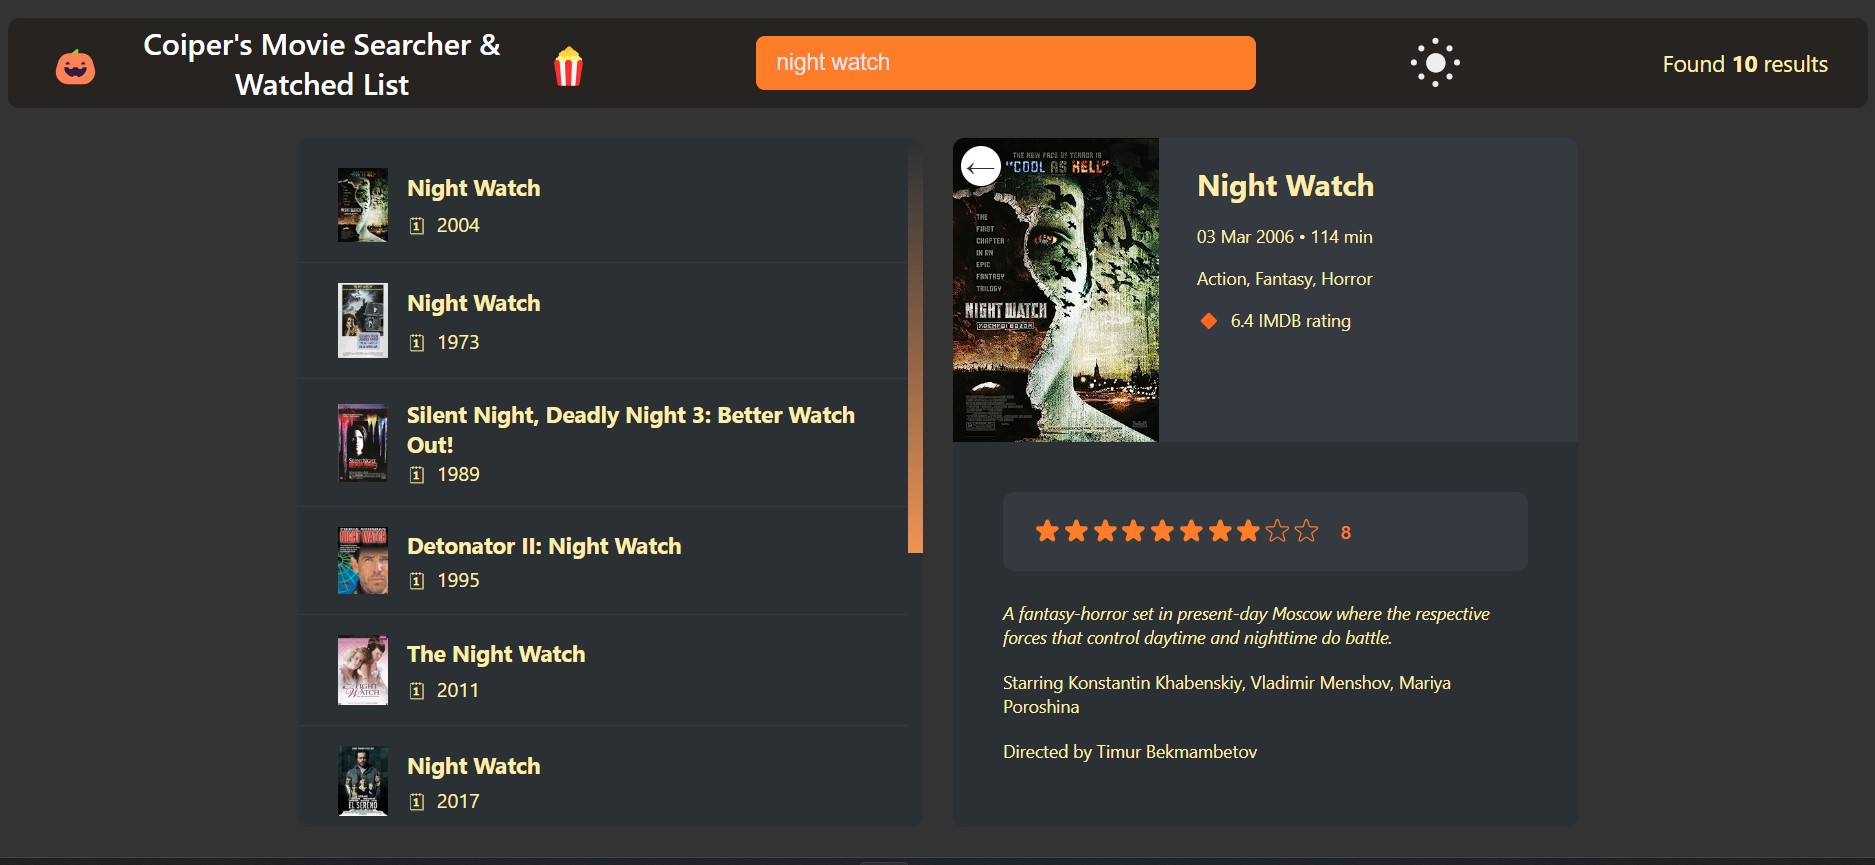 Coiper's Movie Searcher &
Watched List
night watch
Found 10 results
Night Watch
2004
Night Watch
1973
Silent Night, Deadly Night 3: Better Watch
Out!
1989
Detonator II: Night Watch
1995
The Night Watch
2011
Night Watch
2017
EL SERENO
THE NEW FACE OF TERROR IS
"COOL AS HELL"
THE
FIRST
CHAPTER
IN AN
EPIC
FANTASY
TRILOGY
NIGHT WATCH
Night Watch
03 Mar 2006 • 114 min
Action, Fantasy, Horror
6.4 IMDB rating
8
A fantasy-horror set in present-day Moscow where the respective
forces that control daytime and nighttime do battle.
Starring Konstantin Khabenskiy, Vladimir Menshov, Mariya
Poroshina
Directed by Timur Bekmambetov